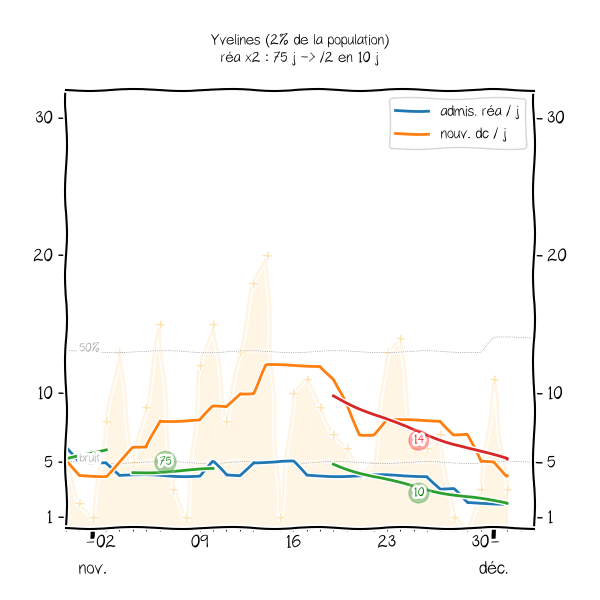 Yvelines (2% de la population)
réa x2 : 75 j -> /2 en 10 j
admis. réa / j
nouv. dc / j
30 30
20 20
50%
10 10
14
75
5 bruit 5
10
1 1
02 09 16 23 30
nov. déc.